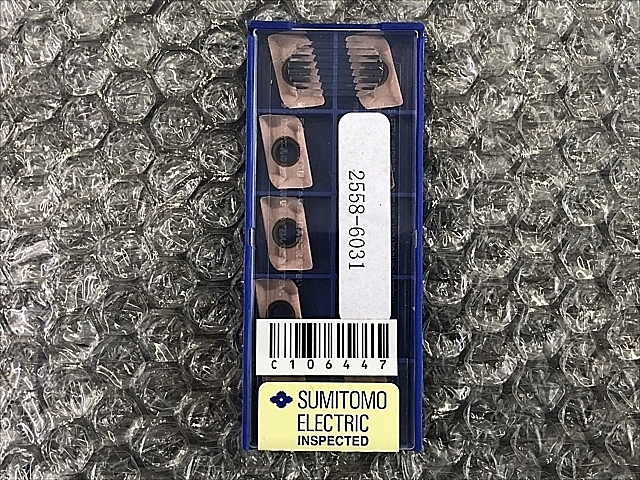 2558-6031
C106447
SUMITOMO
ELECTRIC
INSPECTED